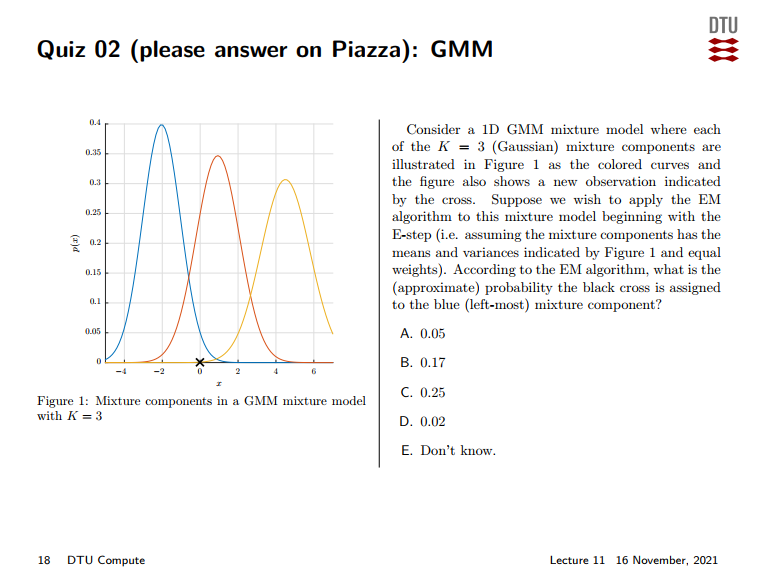 DTU
Quiz 02 (please answer on Piazza): GMM
0.4
0.35
0.3
0.25
0.2
0.15
0.1
0.05
0
p(x)
−4 −2 0 2 4 6
x
Figure 1: Mixture components in a GMM mixture model
with K = 3
Consider a 1D GMM mixture model where each
of the K = 3 (Gaussian) mixture components are
illustrated in Figure 1 as the colored curves and
the figure also shows a new observation indicated
by the cross. Suppose we wish to apply the EM
algorithm to this mixture model beginning with the
E-step (i.e. assuming the mixture components has the
means and variances indicated by Figure 1 and equal
weights). According to the EM algorithm, what is the
(approximate) probability the black cross is assigned
to the blue (left-most) mixture component?
A. 0.05
B. 0.17
C. 0.25
D. 0.02
E. Don't know.
18 DTU Compute
Lecture 11 16 November, 2021